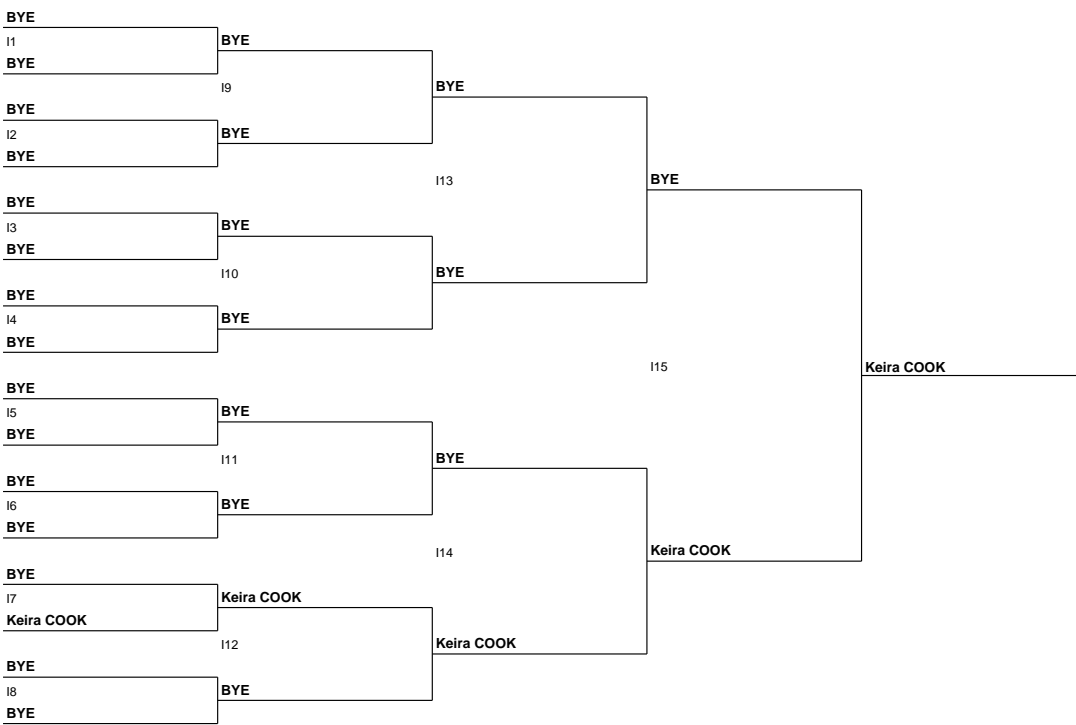 BYE
I1
BYE
BYE
I9
BYE
I2
BYE
BYE
BYE
I13
BYE
I3
BYE
BYE
I10
BYE
I4
BYE
BYE
BYE
BYE
I15
Keira COOK
BYE
I5
BYE
BYE
I11
BYE
I6
BYE
BYE
BYE
I14
Keira COOK
BYE
I7
Keira COOK
Keira COOK
I12
Keira COOK
BYE
I8
BYE
BYE